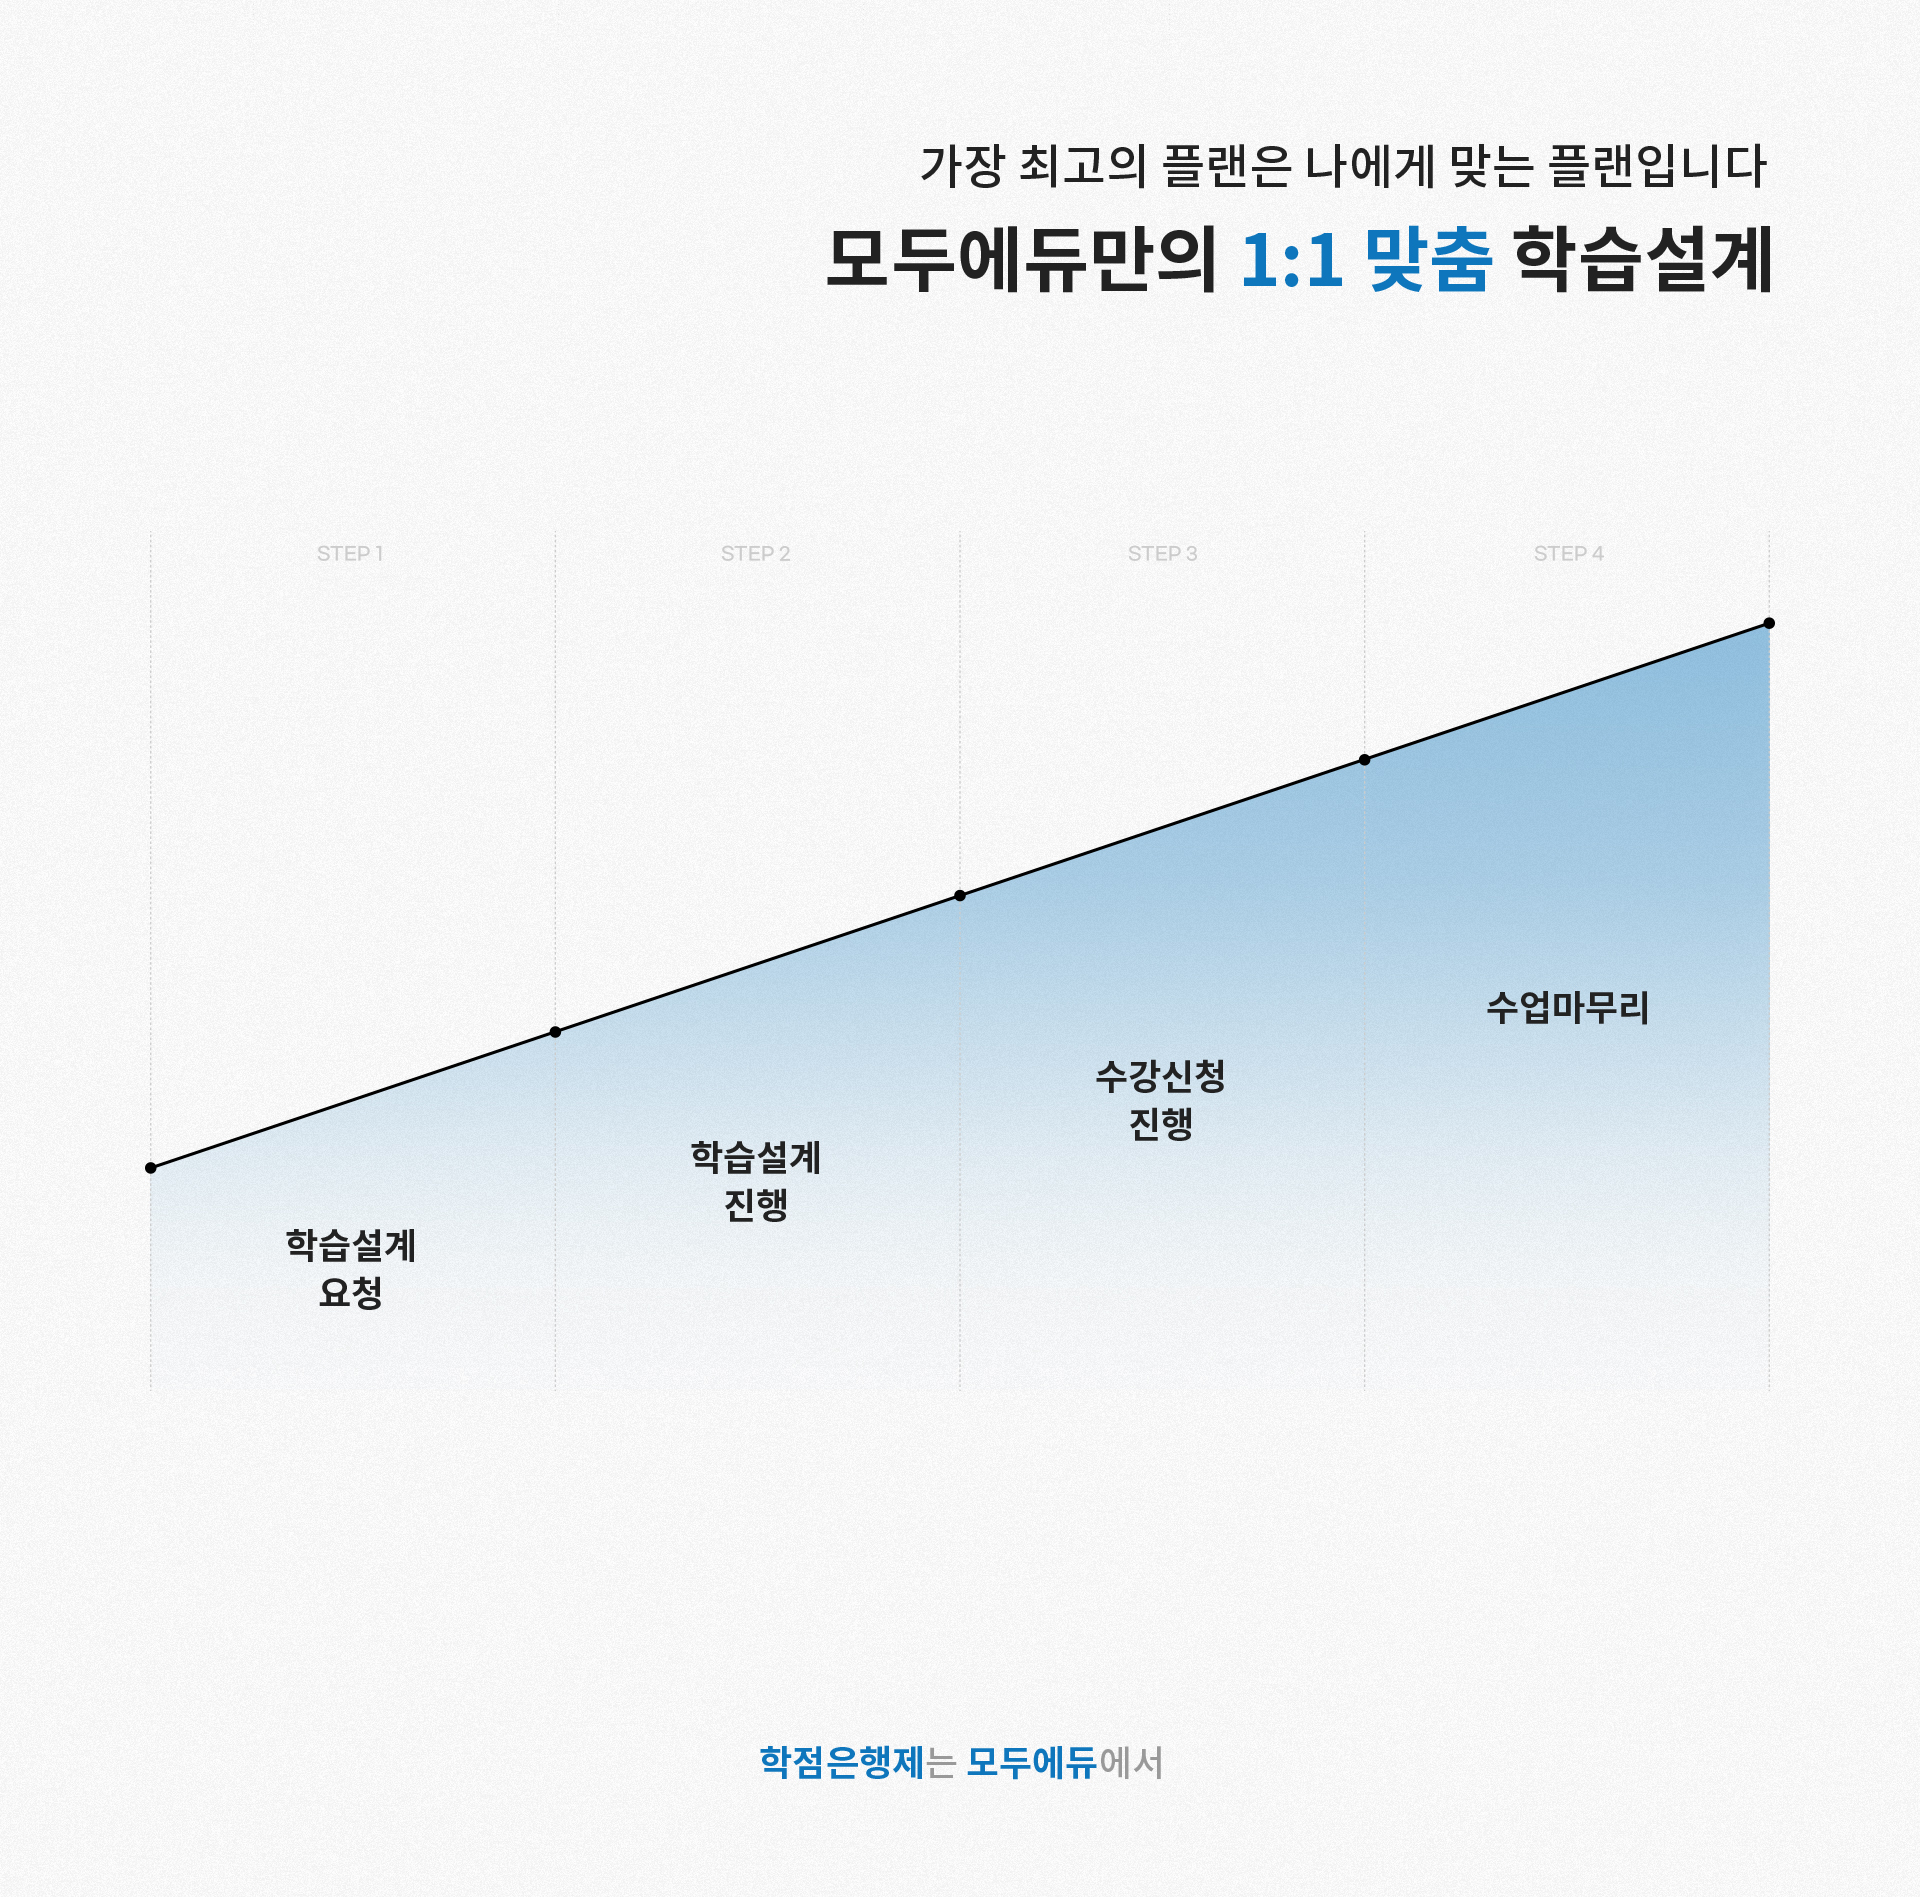 가장 최고의 플랜은 나에게 맞는 플랜입니다
모두에듀만의 1:1 맞춤 학습설계
STEP 1
STEP 2
STEP 3
STEP 4
학습설계
요청
학습설계
진행
수강신청
진행
수업마무리
학점은행제는 모두에듀에서